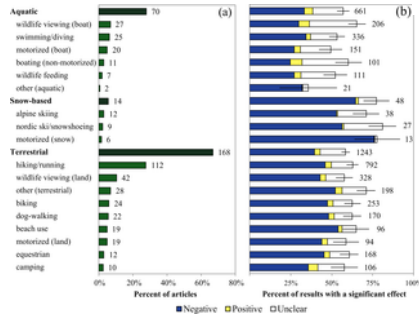 (a) (b)
Aquatic 70 661
wildlife viewing (boat) 27 206
swimming/diving 25 336
motorized (boat) 20 151
boating (non-motorized) 11 101
wildlife feeding 7 111
other (aquatic) 2 21
Snow-based 14 48
alpine skiing 12 38
nordic ski/snowshoeing 9 27
motorized (snow) 6 13
Terrestrial 168 1243
hiking/running 112 792
wildlife viewing (land) 42 328
other (terrestrial) 28 198
biking 24 253
dog-walking 22 170
beach use 19 96
motorized (land) 19 94
equestrian 12 168
camping 10 106
0% 20% 40% 60% 80% 0% 25% 50% 75% 100%
Percent of articles Percent of results with a significant effect
Negative Positive Unclear